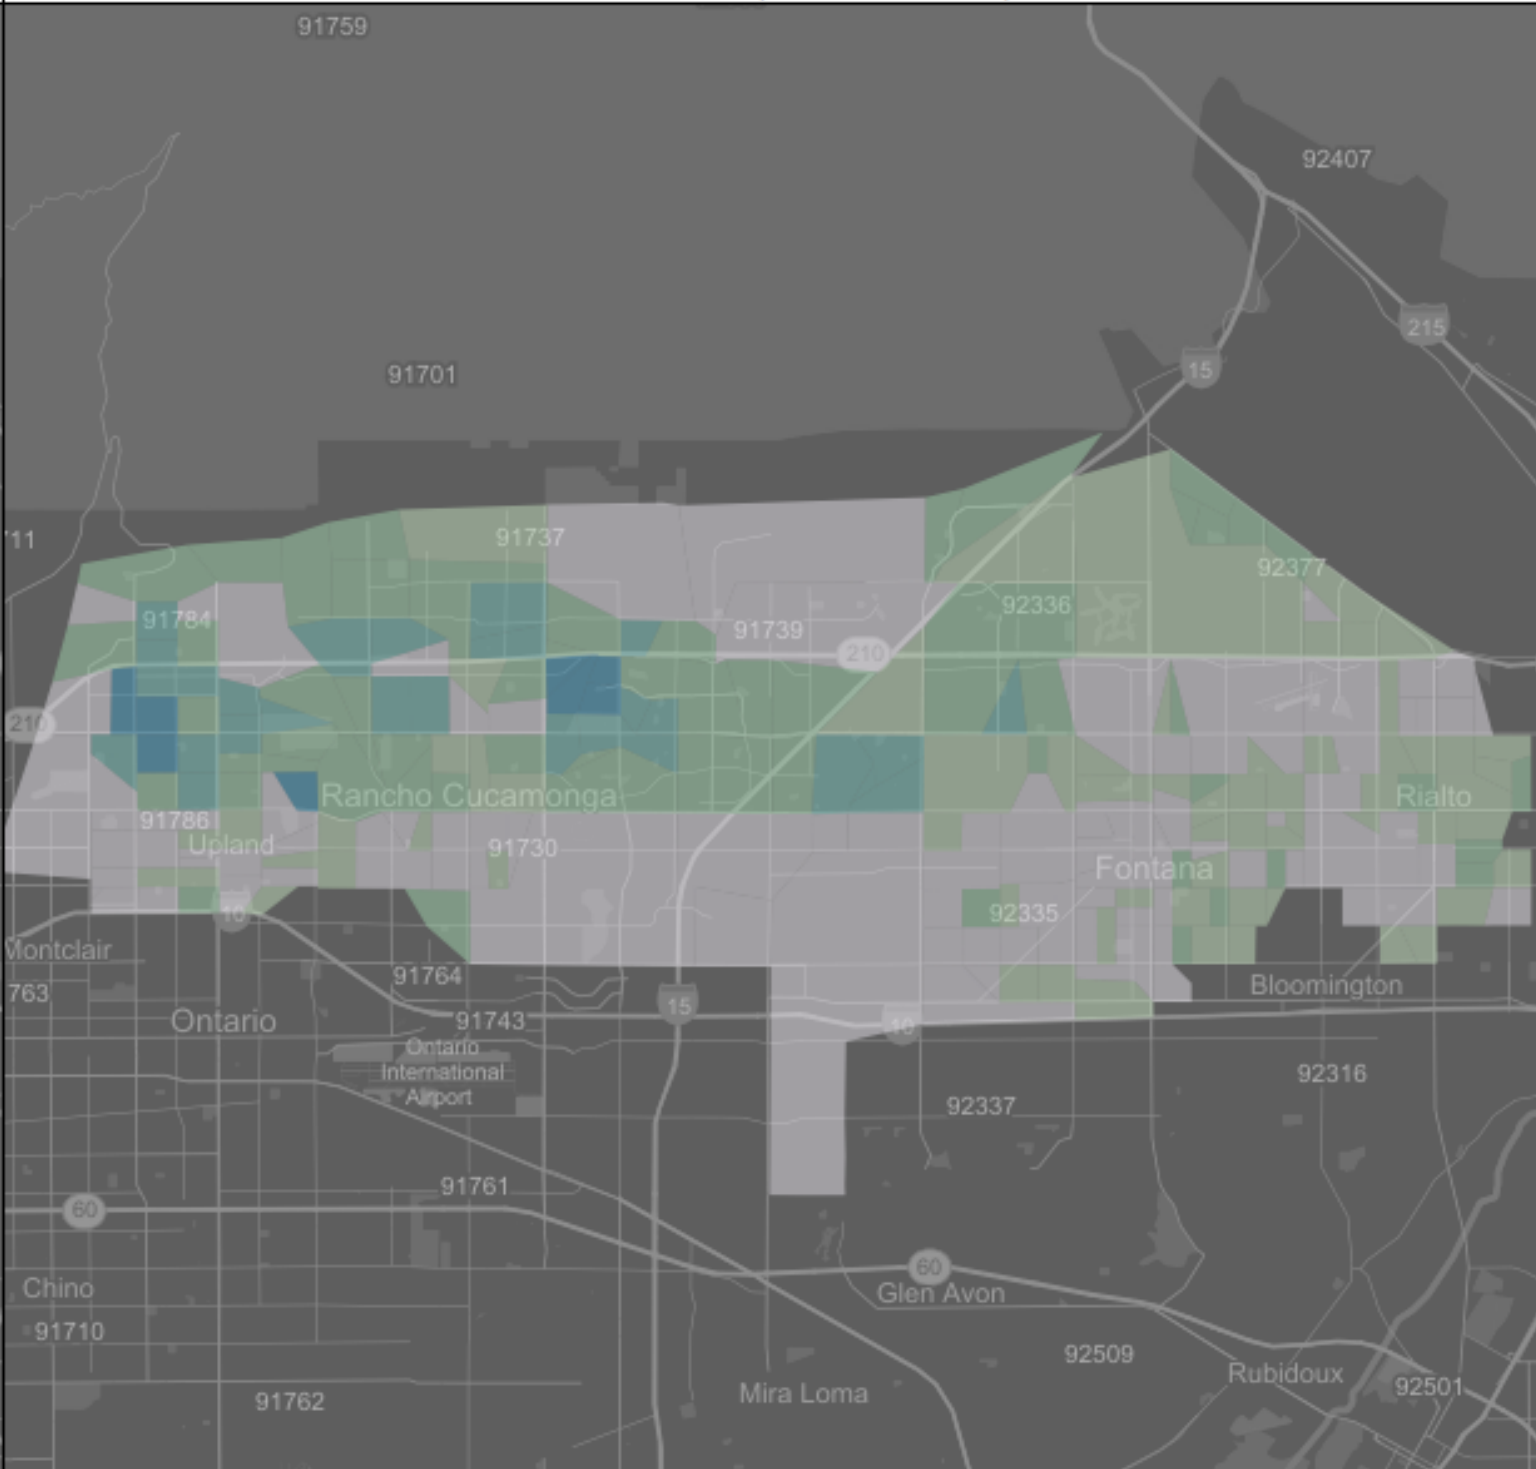 91759
92407
215
15
91701
'11
91737
92377
91784
92336
91739
210
210
Rancho Cucamonga
Rialto
91786
Upland
91730
Fontana
10
92335
Montclair
91764
763
Bloomington
15
Ontario
91743
10
Ontario
International
Airport
92316
92337
91761
60
60
Chino
Glen Avon
91710
92509
Rubidoux
92501
Mira Loma
91762